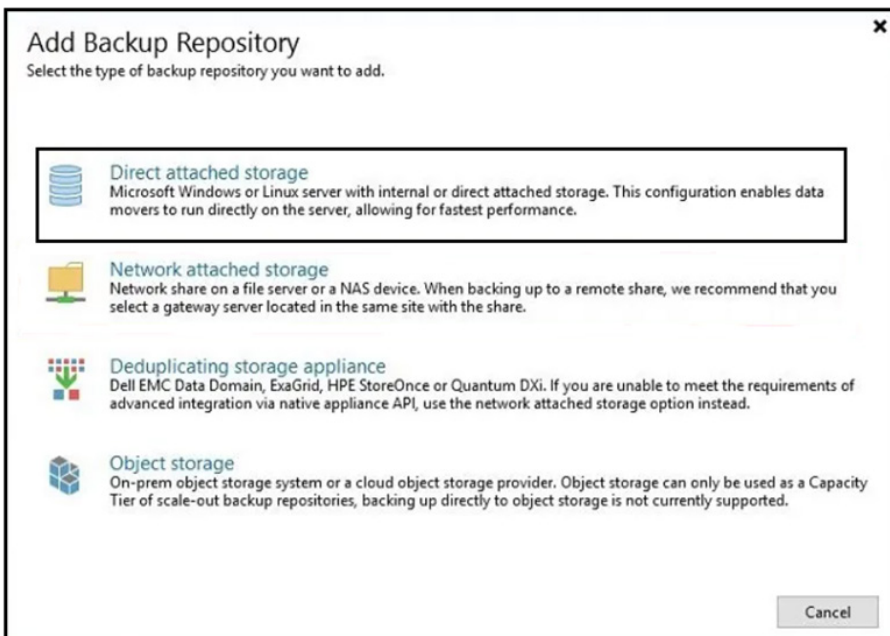 Add Backup Repository
Select the type of backup repository you want to add.
Direct attached storage
Microsoft Windows or Linux server with internal or direct attached storage. This configuration enables data
movers to run directly on the server, allowing for fastest performance.
Network attached storage
Network share on a file server or a NAS device. When backing up to a remote share, we recommend that you
select a gateway server located in the same site with the share.
Deduplicating storage appliance
Dell EMC Data Domain, ExaGrid, HPE StoreOnce or Quantum DXi. If you are unable to meet the requirements of
advanced integration via native appliance API, use the network attached storage option instead.
Object storage
On-prem object storage system or a cloud object storage provider. Object storage can only be used as a Capacity
Tier of scale-out backup repositories, backing up directly to object storage is not currently supported.
Cancel